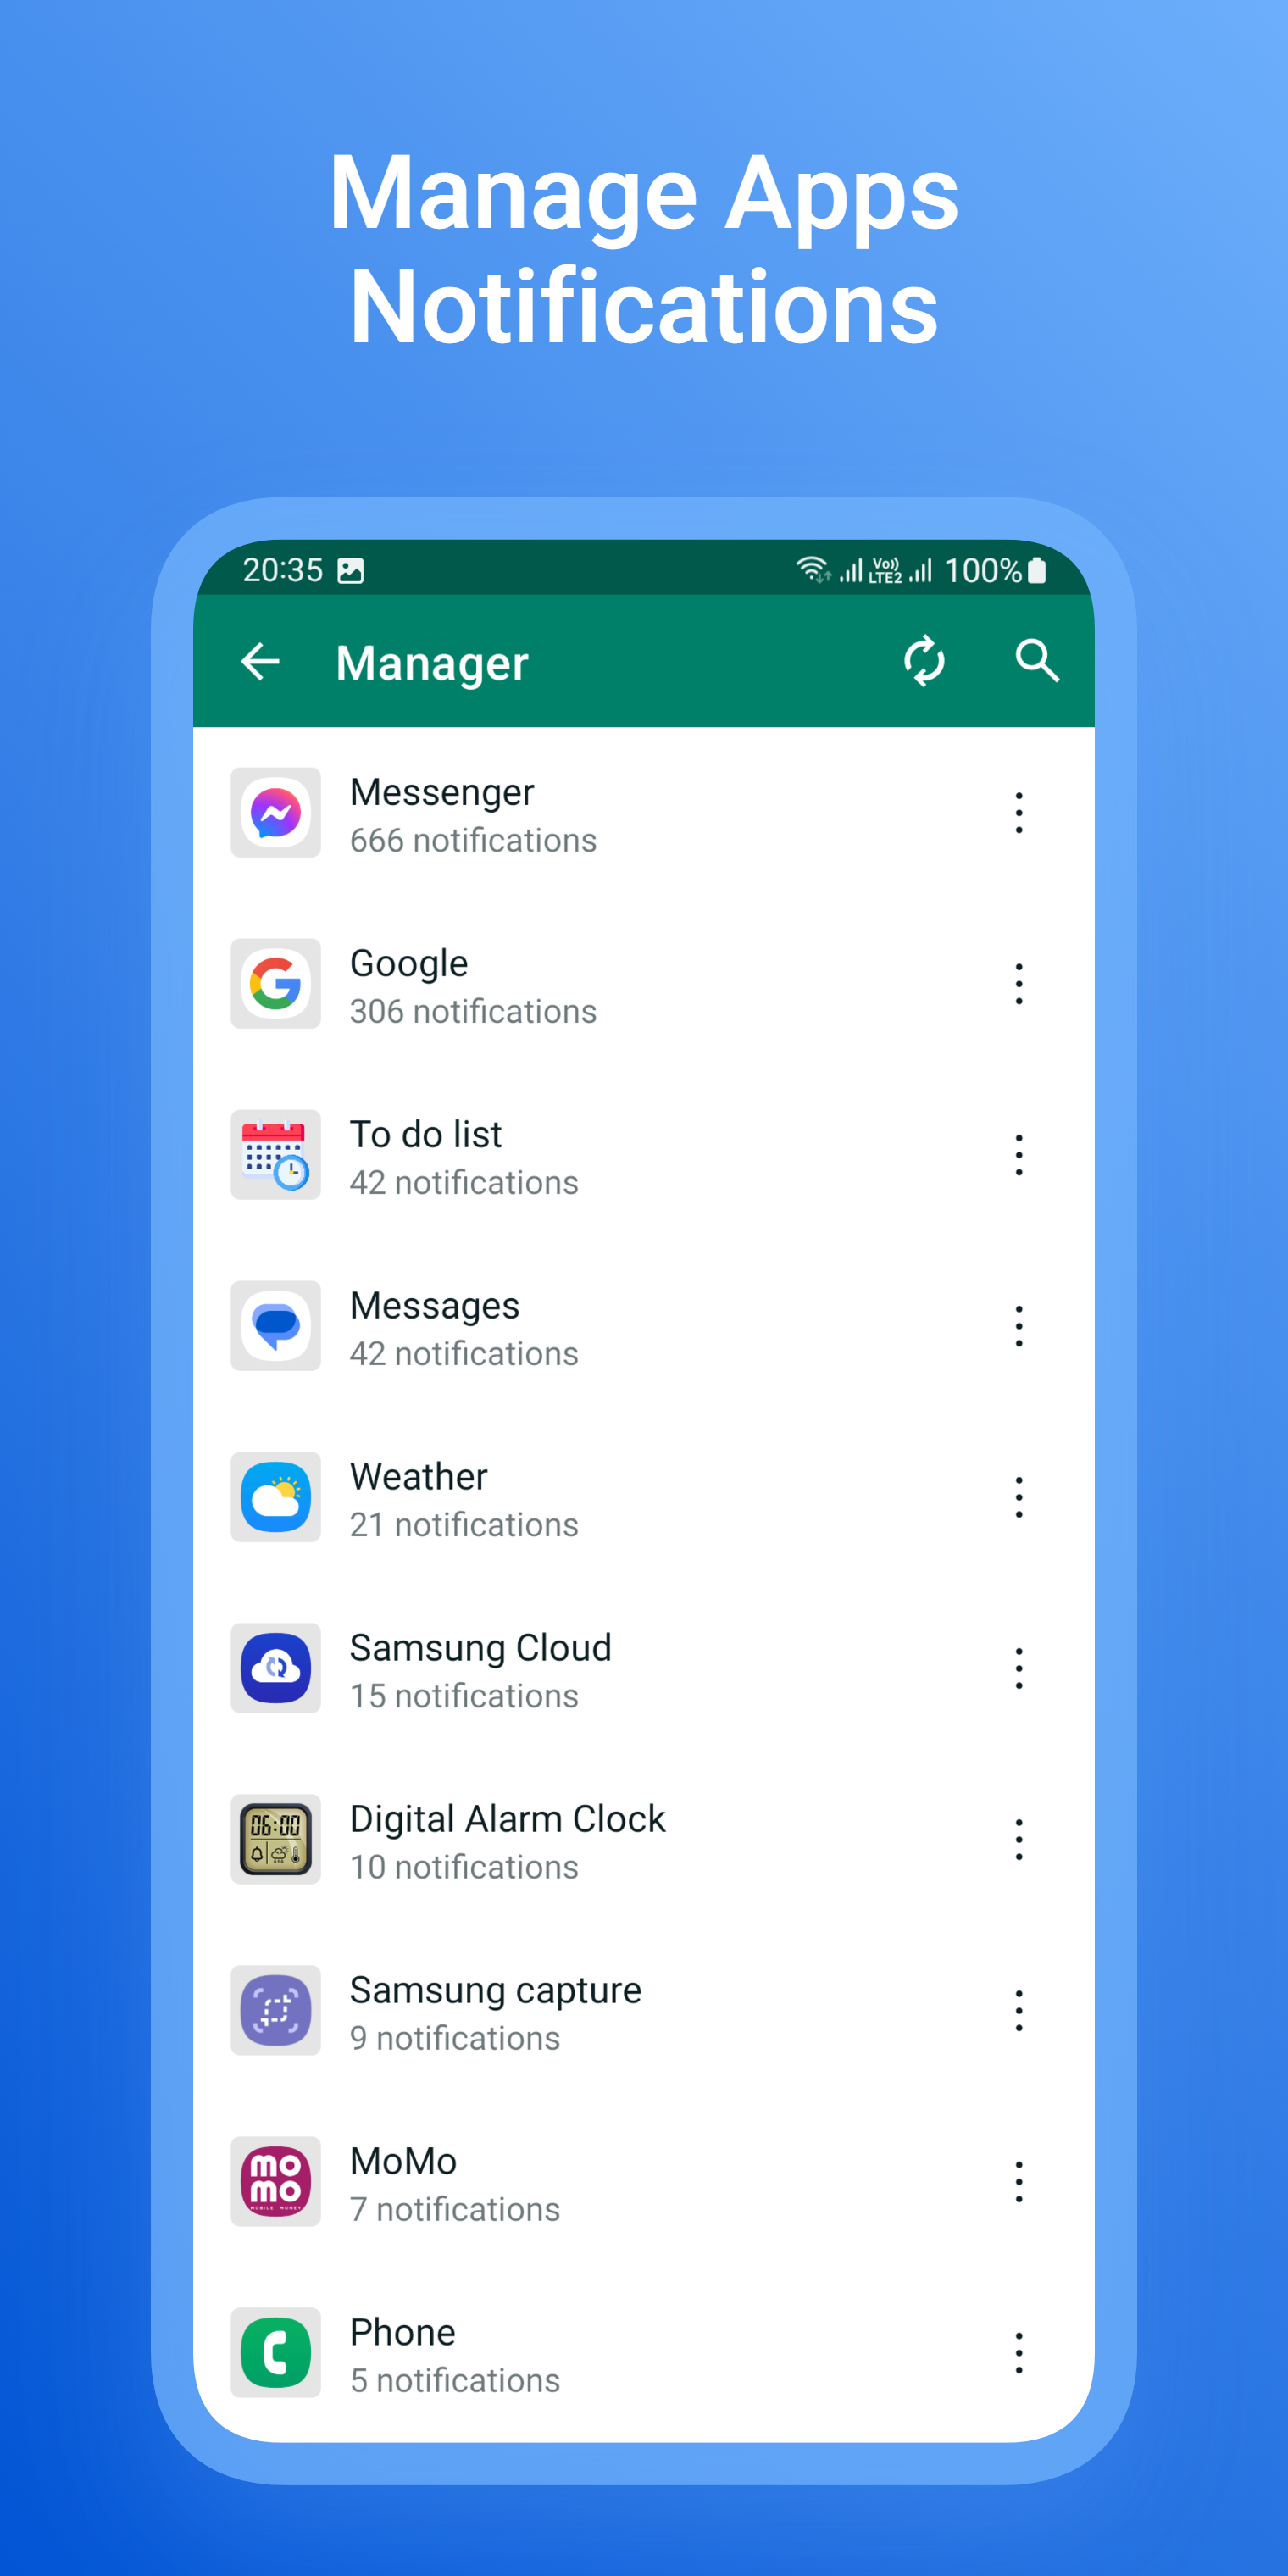 Manage Apps
Notifications
20:35 Vo)) LTE2 100%
Manager
Messenger
666 notifications
Google
306 notifications
To do list
42 notifications
Messages
42 notifications
Weather
21 notifications
Samsung Cloud
15 notifications
06:00
Digital Alarm Clock
10 notifications
Samsung capture
9 notifications
mo
mo
MOBILE MONEY
MoMo
7 notifications
Phone
5 notifications